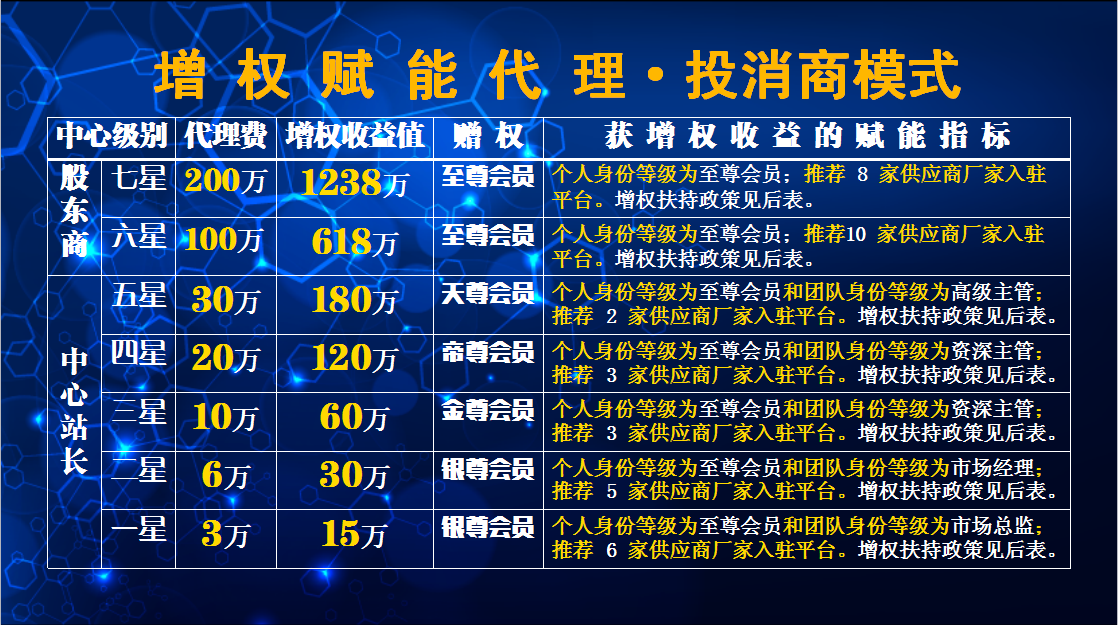 增权赋能代理·投消商模式
中心级别 代理费 增权收益值 赠权 获增权收益的赋能指标
股东商
七星 200万 1238万 至尊会员 个人身份等级为至尊会员；推荐 8 家供应商厂家入驻
平台。增权扶持政策见后表。
六星 100万 618万 至尊会员 个人身份等级为至尊会员；推荐10 家供应商厂家入驻
平台。增权扶持政策见后表。
中心站长
五星 30万 180万 天尊会员 个人身份等级为至尊会员和团队身份等级为高级主管；
推荐 2 家供应商厂家入驻平台。增权扶持政策见后表。
四星 20万 120万 帝尊会员 个人身份等级为至尊会员和团队身份等级为资深主管；
推荐 3 家供应商厂家入驻平台。增权扶持政策见后表。
三星 10万 60万 金尊会员 个人身份等级为至尊会员和团队身份等级为资深主管；
推荐 3 家供应商厂家入驻平台。增权扶持政策见后表。
二星 6万 30万 银尊会员 个人身份等级为至尊会员和团队身份等级为市场经理；
推荐 5 家供应商厂家入驻平台。增权扶持政策见后表。
一星 3万 15万 银尊会员 个人身份等级为至尊会员和团队身份等级为市场总监；
推荐 6 家供应商厂家入驻平台。增权扶持政策见后表。